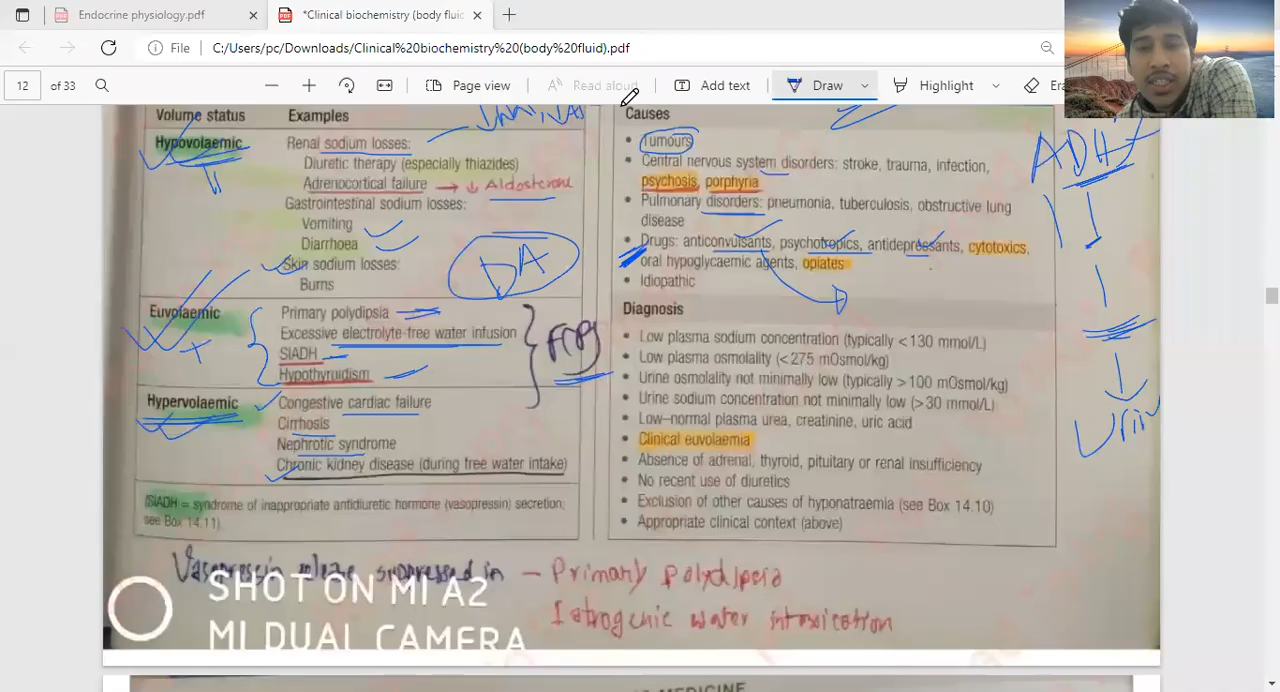 Endocrine physiology.pdf
*Clinical biochemistry (body fluid
File
C:/Users/pc/Downloads/Clinical%20biochemistry%20(body%20fluid).pdf
12 of 33
Page view
Read aloud
Add text
Draw
Highlight
Era
Volume status Examples
Hypovolaemic Renal sodium losses:
Diuretic therapy (especially thiazides)
Adrenocortical failure → ↓ Aldosterone
Gastrointestinal sodium losses:
Vomiting
Diarrhoea
Skin sodium losses:
Burns
DA
Euvolaemic Primary polydipsia
Excessive electrolyte-free water infusion
SIADH
Hypothyroidism
Hypervolaemic Congestive cardiac failure
Cirrhosis
Nephrotic syndrome
Chronic kidney disease (during free water intake)
(SIADH = syndrome of inappropriate antidiuretic hormone (vasopressin) secretion;
see Box 14.11)
Causes
• Tumours
• Central nervous system disorders: stroke, trauma, infection,
psychosis, porphyria
• Pulmonary disorders: pneumonia, tuberculosis, obstructive lung
disease
• Drugs: anticonvulsants, psychotropics, antidepressants, cytotoxics,
oral hypoglycaemic agents, opiates
• Idiopathic
Diagnosis
• Low plasma sodium concentration (typically <130 mmol/L)
• Low plasma osmolality (<275 mOsmol/kg)
• Urine osmolality not minimally low (typically >100 mOsmol/kg)
• Urine sodium concentration not minimally low (>30 mmol/L)
• Low–normal plasma urea, creatinine, uric acid
• Clinical euvolaemia
• Absence of adrenal, thyroid, pituitary or renal insufficiency
• No recent use of diuretics
• Exclusion of other causes of hyponatraemia (see Box 14.10)
• Appropriate clinical context (above)
ADH
Vasopressin release suppressed in – Primary polydipsia
Iatrogenic water intoxication
SHOT ON MI A2
MI DUAL CAMERA
MEDICINE